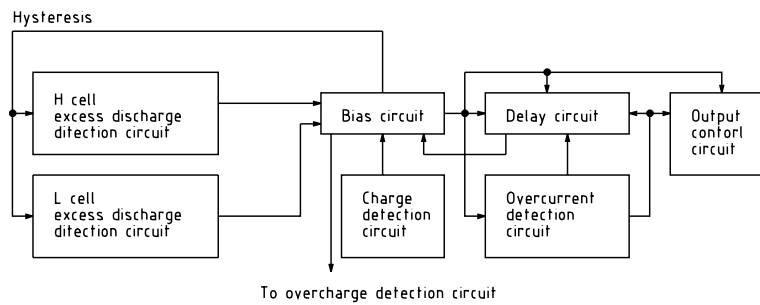 Hysteresis
H cell
excess discharge
ditection circuit
Bias circuit
Delay circuit
Output
contorl
circuit
L cell
excess discharge
ditection circuit
Charge
detection
circuit
Overcurrent
detection
circuit
To overcharge detection circuit